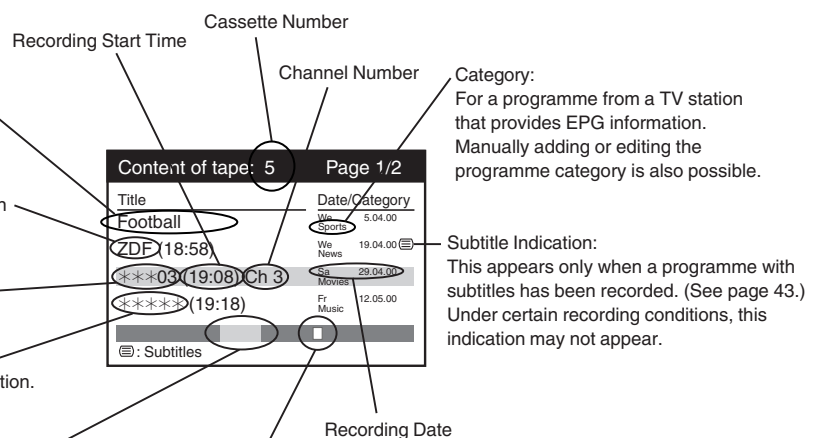 Cassette Number
Recording Start Time
Channel Number
Category:
For a programme from a TV station
that provides EPG information.
Manually adding or editing the
programme category is also possible.
Content of tape: 5 Page 1/2
Title Date/Category
Football We 5.04.00
Sports
ZDF (18:58) We 19.04.00
News
***03 (19:08) Ch 3 Sa 29.04.00
Movies
***** (19:18) Fr 12.05.00
Music
: Subtitles
Subtitle Indication:
This appears only when a programme with
subtitles has been recorded. (See page 43.)
Under certain recording conditions, this
indication may not appear.
tion.
Recording Date